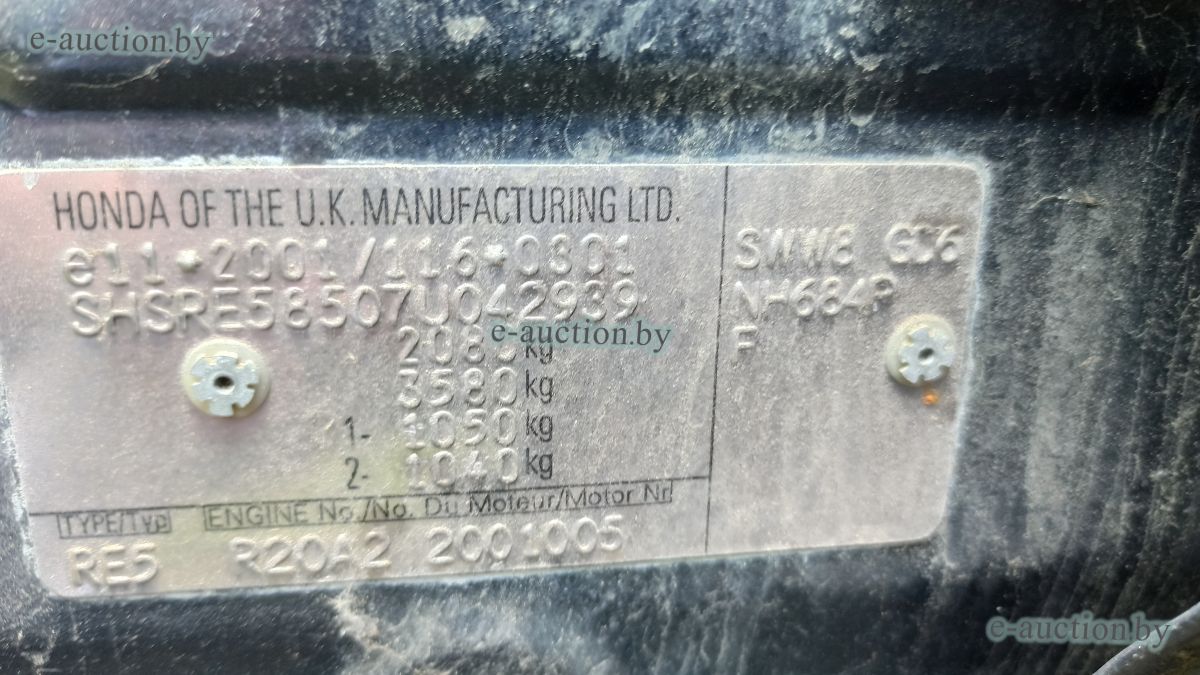 e-auction.by
HONDA OF THE U.K. MANUFACTURING LTD.
e11*2001/116*0301
SHSRE58507U042939
e-auction.by
2080 kg
3580 kg
1- 1050 kg
2- 1040 kg
TYPE/Typ ENGINE No./No. Du Moteur/Motor Nr
RE5 R20A2 2001005
SWW8
NH684P
F
e-auction.by